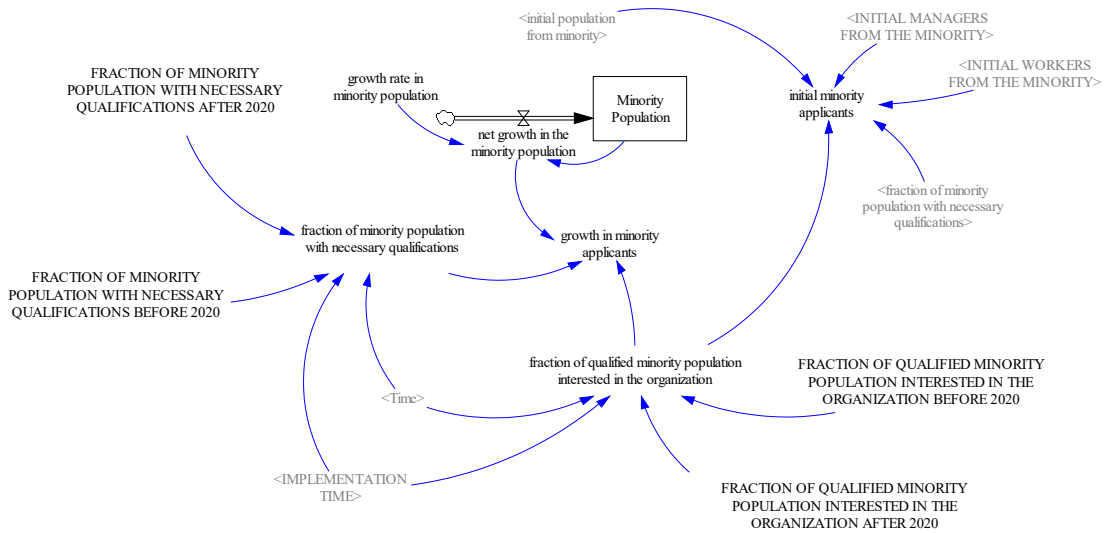 <initial population
from minority>
<INITIAL MANAGERS
FROM THE MINORITY>
<INITIAL WORKERS
FROM THE MINORITY>
FRACTION OF MINORITY
POPULATION WITH NECESSARY
QUALIFICATIONS AFTER 2020
growth rate in
minority population
Minority
Population
initial minority
applicants
net growth in the
minority population
<fraction of minority
population with necessary
qualifications>
fraction of minority population
with necessary qualifications
growth in minority
applicants
FRACTION OF MINORITY
POPULATION WITH NECESSARY
QUALIFICATIONS BEFORE 2020
fraction of qualified minority population
interested in the organization
FRACTION OF QUALIFIED MINORITY
POPULATION INTERESTED IN THE
ORGANIZATION BEFORE 2020
<Time>
<IMPLEMENTATION
TIME>
FRACTION OF QUALIFIED MINORITY
POPULATION INTERESTED IN THE
ORGANIZATION AFTER 2020